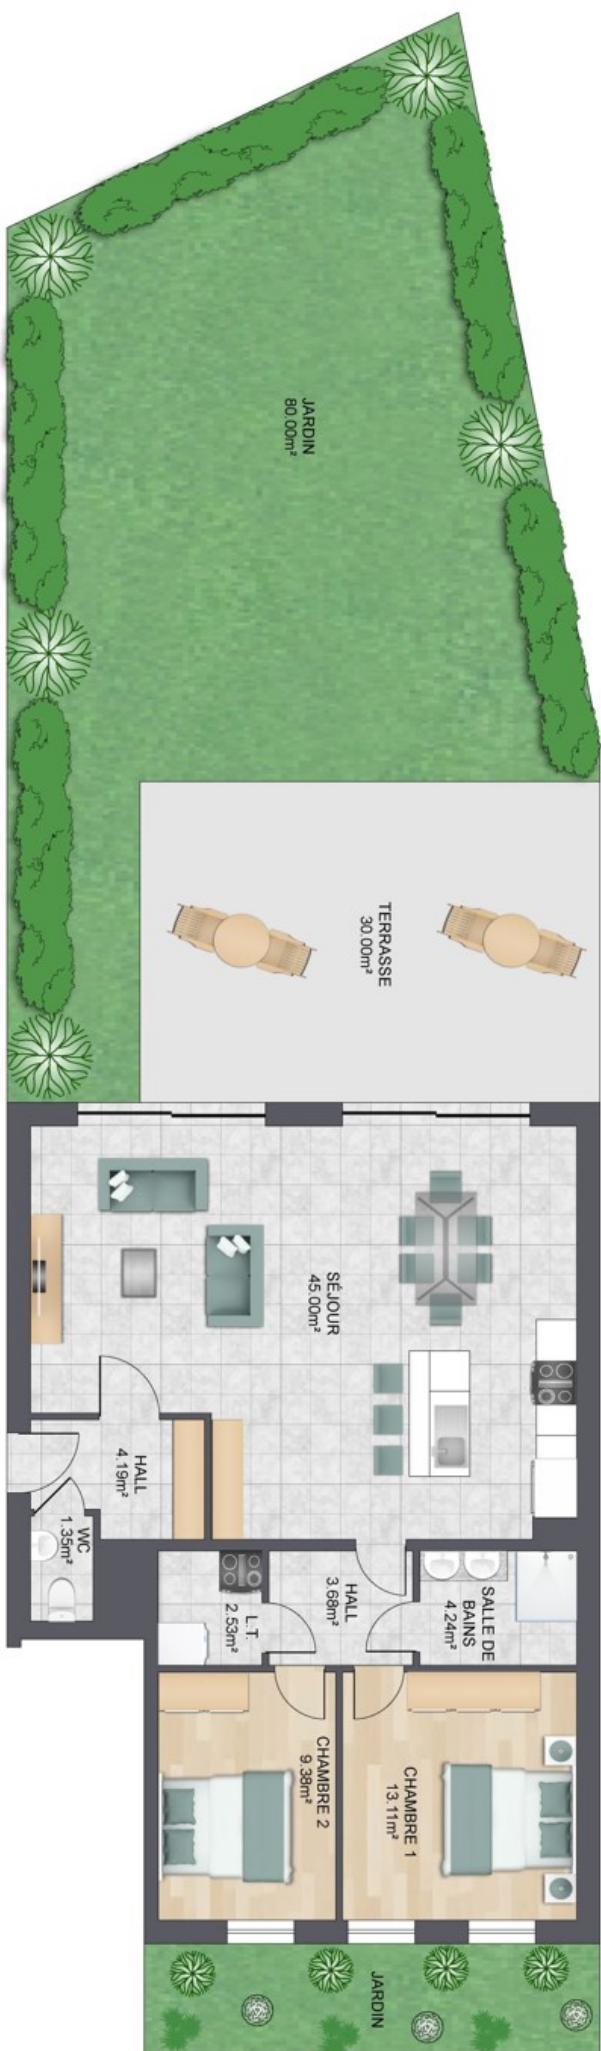 JARDIN
80.00m²
TERRASSE
30.00m²
SÉJOUR
45.00m²
HALL
4.19m²
WC
1.35m²
HALL
3.68m²
SALLE DE
BAINS
4.24m²
L.T.
2.53m²
CHAMBRE 1
13.11m²
CHAMBRE 2
9.38m²
JARDIN